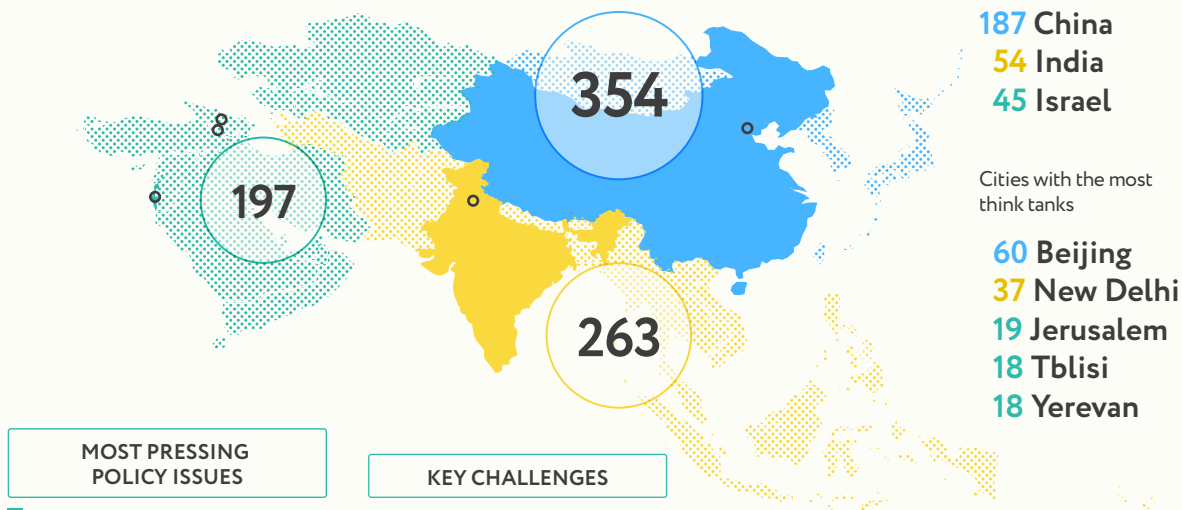 354
197
263
187 China
54 India
45 Israel
Cities with the most
think tanks
60 Beijing
37 New Delhi
19 Jerusalem
18 Tblisi
18 Yerevan
MOST PRESSING
POLICY ISSUES
KEY CHALLENGES